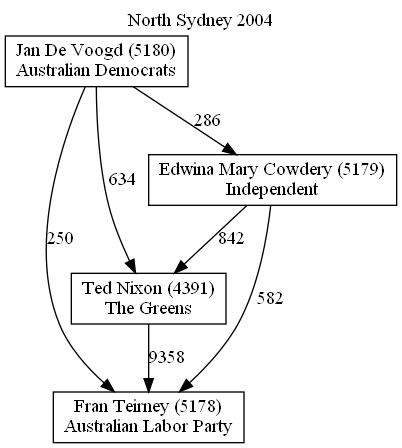 North Sydney 2004
Jan De Voogd (5180)
Australian Democrats
286
634
Edwina Mary Cowdery (5179)
Independent
250
842
582
Ted Nixon (4391)
The Greens
9358
Fran Teirney (5178)
Australian Labor Party